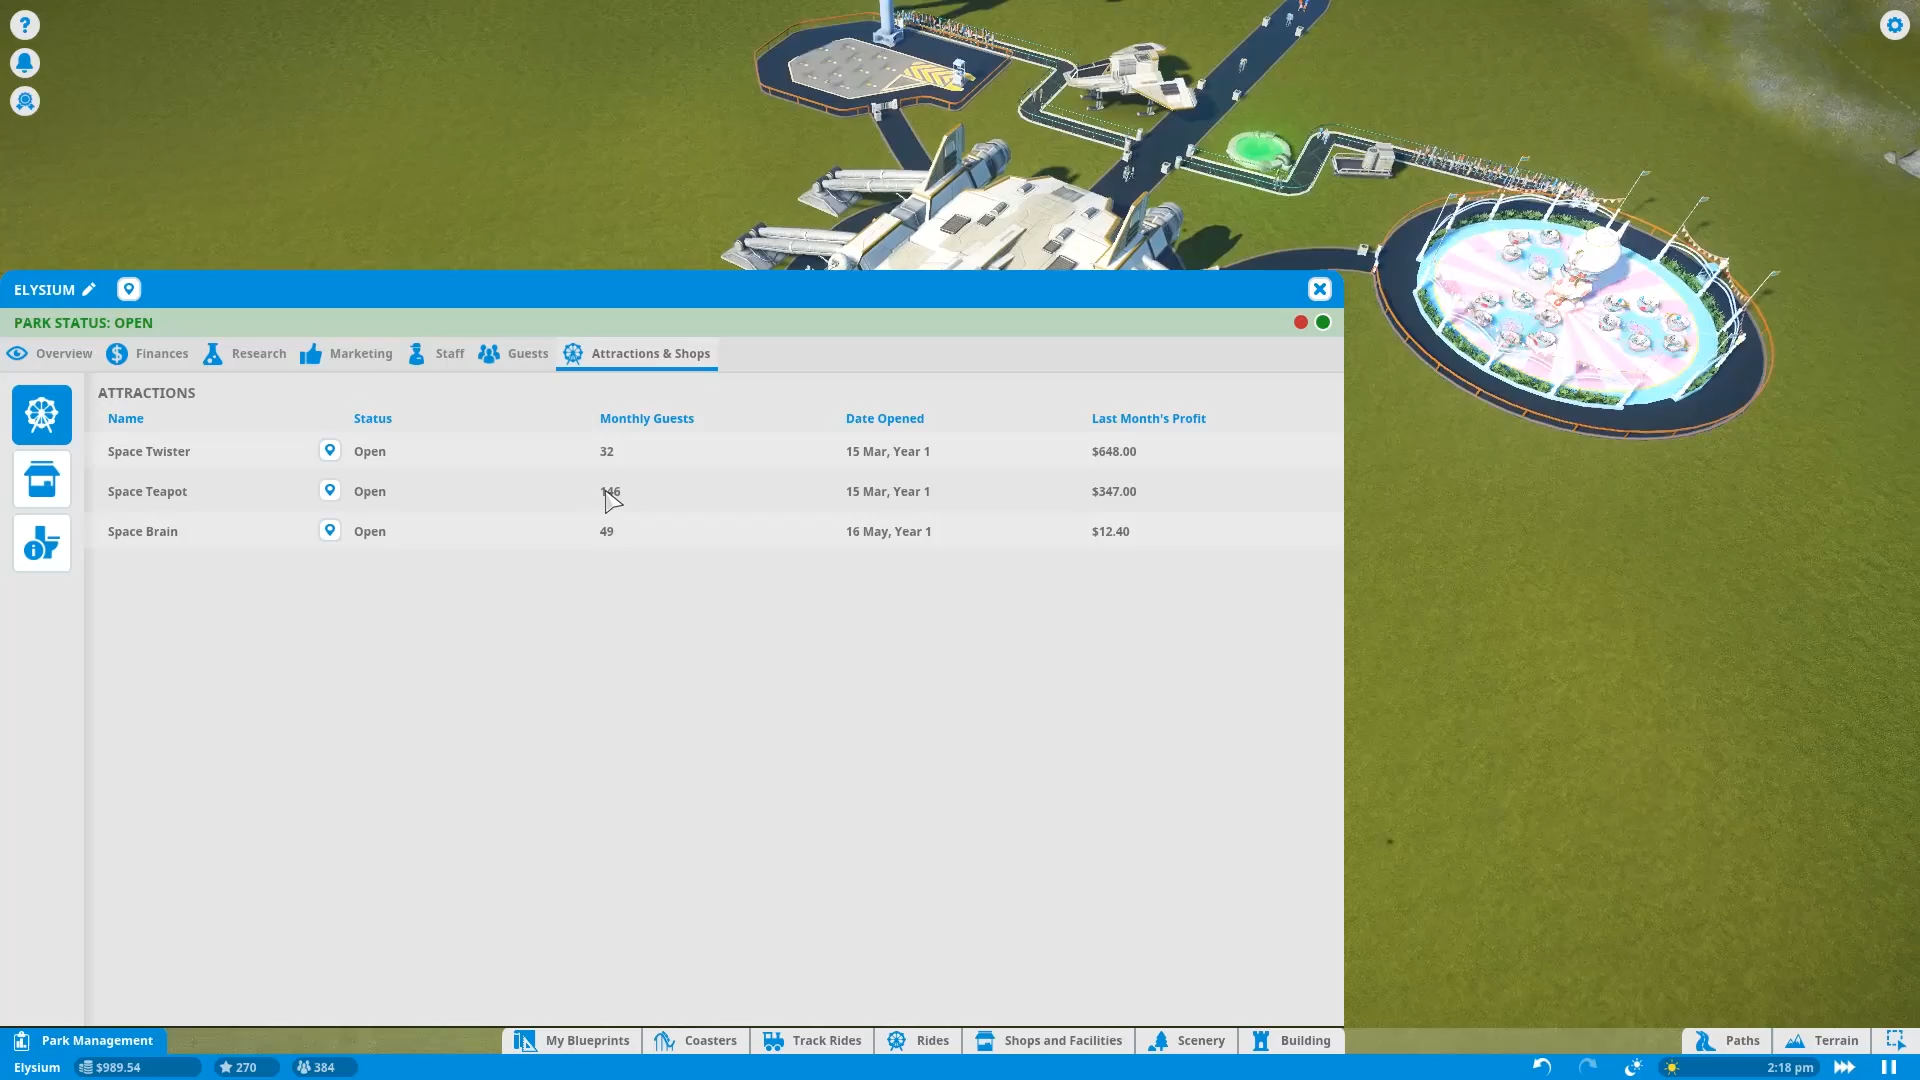 ELYSIUM
PARK STATUS: OPEN
Overview Finances Research Marketing Staff Guests Attractions & Shops
ATTRACTIONS
Name Status Monthly Guests Date Opened Last Month's Profit
Space Twister Open 32 15 Mar, Year 1 $648.00
Space Teapot Open 146 15 Mar, Year 1 $347.00
Space Brain Open 49 16 May, Year 1 $12.40
Park Management My Blueprints Coasters Track Rides Rides Shops and Facilities Scenery Building Paths Terrain
Elysium $989.54 270 384 2:18 pm